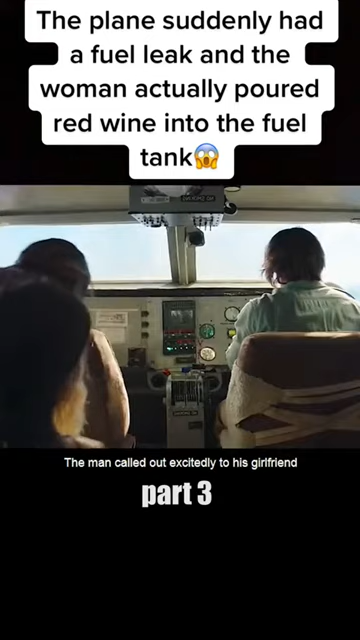 The plane suddenly had
a fuel leak and the
woman actually poured
red wine into the fuel
tank😱
The man called out excitedly to his girlfriend
part 3